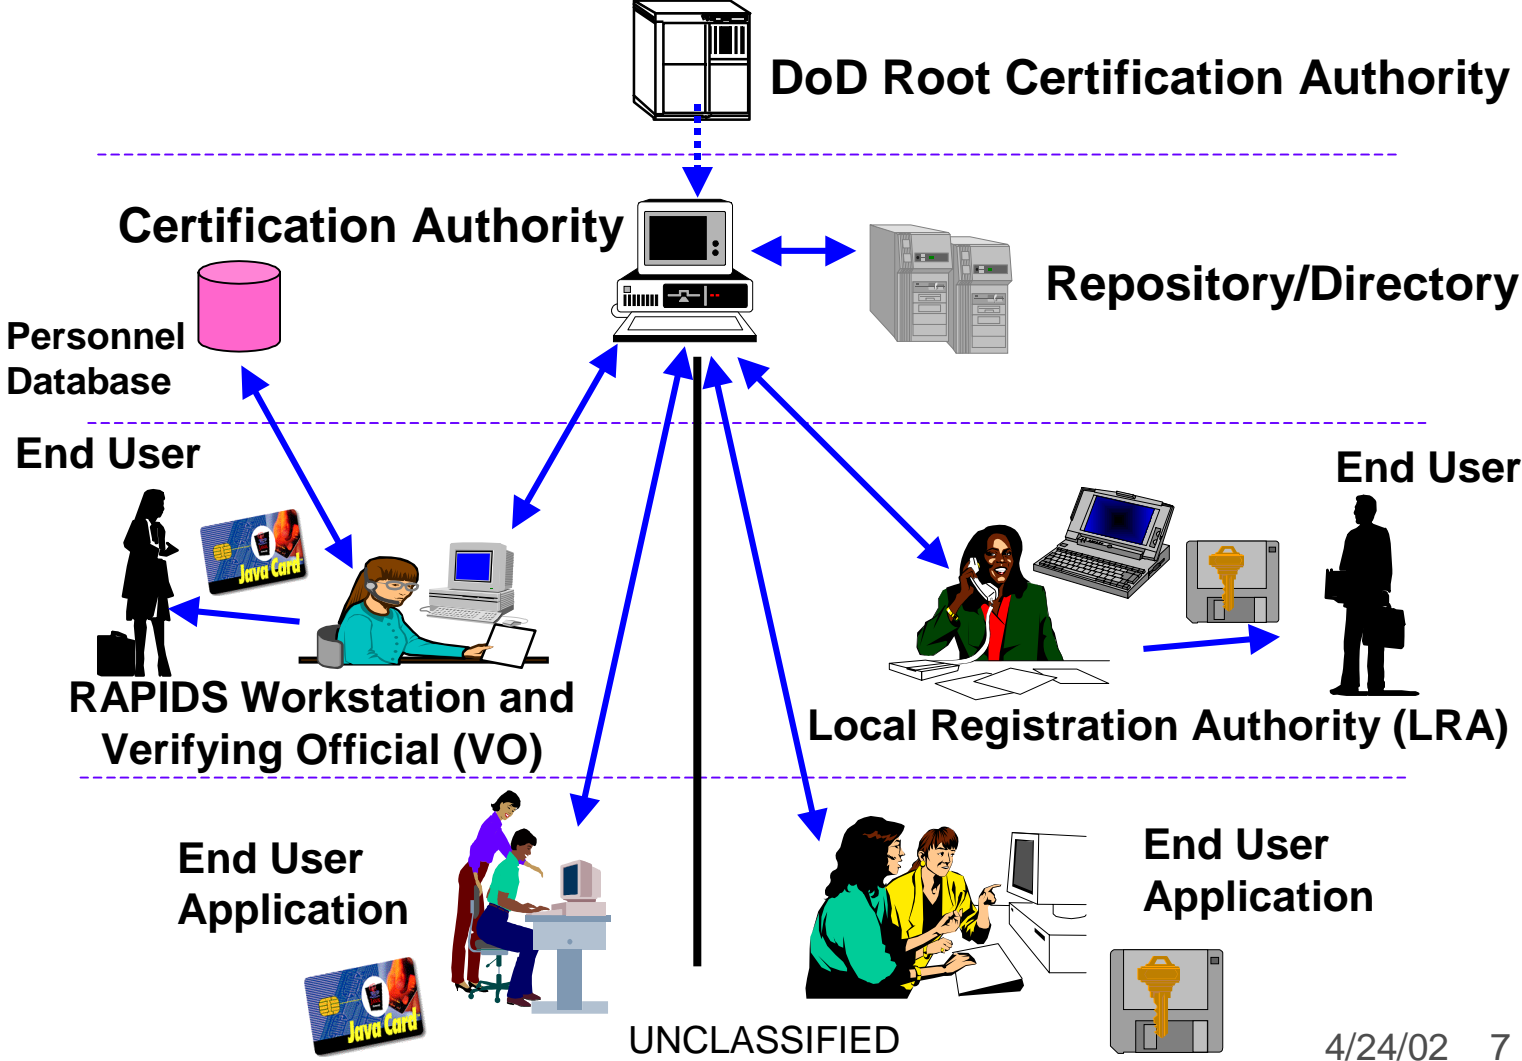 DoD Root Certification Authority
Certification Authority
Repository/Directory
Personnel
Database
End User
End User
Java Card
RAPIDS Workstation and
Verifying Official (VO)
Local Registration Authority (LRA)
End User
Application
End User
Application
Java Card
UNCLASSIFIED
4/24/02 7